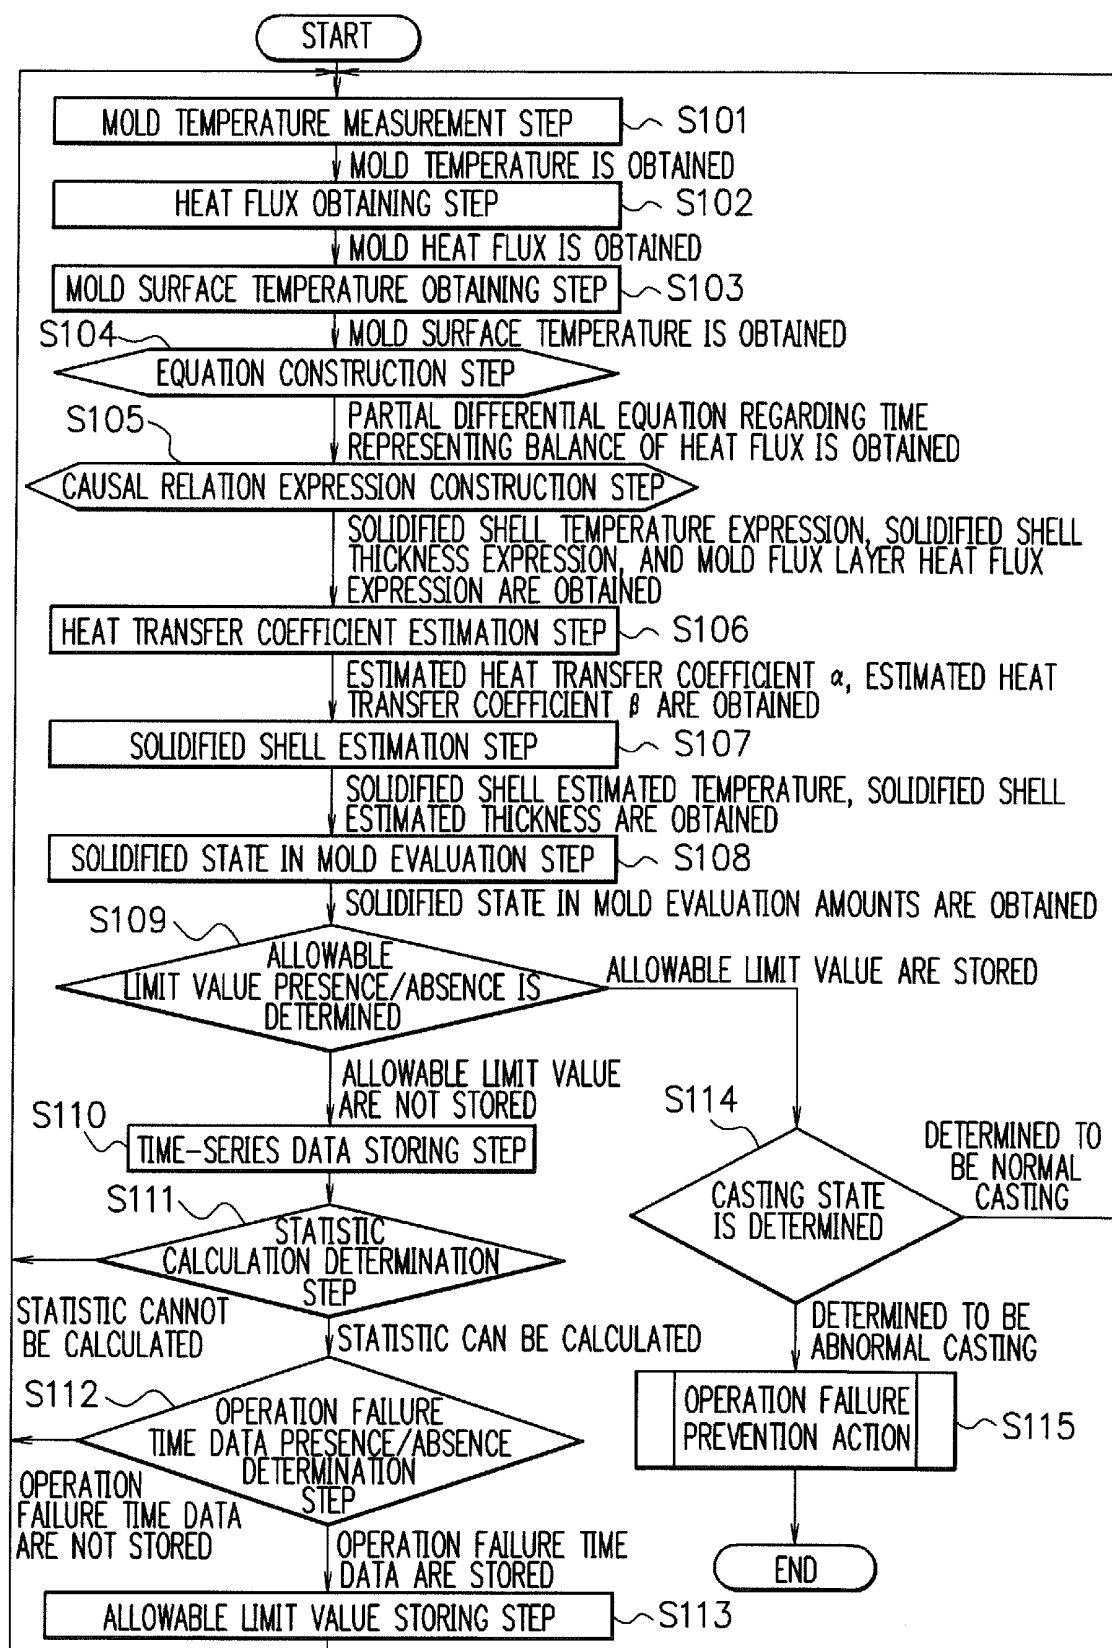 START
MOLD TEMPERATURE MEASUREMENT STEP
S101
MOLD TEMPERATURE IS OBTAINED
HEAT FLUX OBTAINING STEP
S102
MOLD HEAT FLUX IS OBTAINED
MOLD SURFACE TEMPERATURE OBTAINING STEP
S103
MOLD SURFACE TEMPERATURE IS OBTAINED
S104
EQUATION CONSTRUCTION STEP
PARTIAL DIFFERENTIAL EQUATION REGARDING TIME
REPRESENTING BALANCE OF HEAT FLUX IS OBTAINED
S105
CAUSAL RELATION EXPRESSION CONSTRUCTION STEP
SOLIDIFIED SHELL TEMPERATURE EXPRESSION, SOLIDIFIED SHELL
THICKNESS EXPRESSION, AND MOLD FLUX LAYER HEAT FLUX
EXPRESSION ARE OBTAINED
HEAT TRANSFER COEFFICIENT ESTIMATION STEP
S106
ESTIMATED HEAT TRANSFER COEFFICIENT α, ESTIMATED HEAT
TRANSFER COEFFICIENT β ARE OBTAINED
SOLIDIFIED SHELL ESTIMATION STEP
S107
SOLIDIFIED SHELL ESTIMATED TEMPERATURE, SOLIDIFIED SHELL
ESTIMATED THICKNESS ARE OBTAINED
SOLIDIFIED STATE IN MOLD EVALUATION STEP
S108
SOLIDIFIED STATE IN MOLD EVALUATION AMOUNTS ARE OBTAINED
S109
ALLOWABLE
LIMIT VALUE PRESENCE/ABSENCE IS
DETERMINED
ALLOWABLE LIMIT VALUE ARE STORED
ALLOWABLE LIMIT VALUE
ARE NOT STORED
S110
TIME-SERIES DATA STORING STEP
S111
STATISTIC
CALCULATION DETERMINATION
STEP
STATISTIC CANNOT
BE CALCULATED
STATISTIC CAN BE CALCULATED
S112
OPERATION FAILURE
TIME DATA PRESENCE/ABSENCE
DETERMINATION
STEP
OPERATION
FAILURE TIME DATA
ARE NOT STORED
OPERATION FAILURE TIME
DATA ARE STORED
ALLOWABLE LIMIT VALUE STORING STEP
S113
S114
CASTING STATE
IS DETERMINED
DETERMINED TO
BE NORMAL
CASTING
DETERMINED TO BE
ABNORMAL CASTING
OPERATION FAILURE
PREVENTION ACTION
S115
END